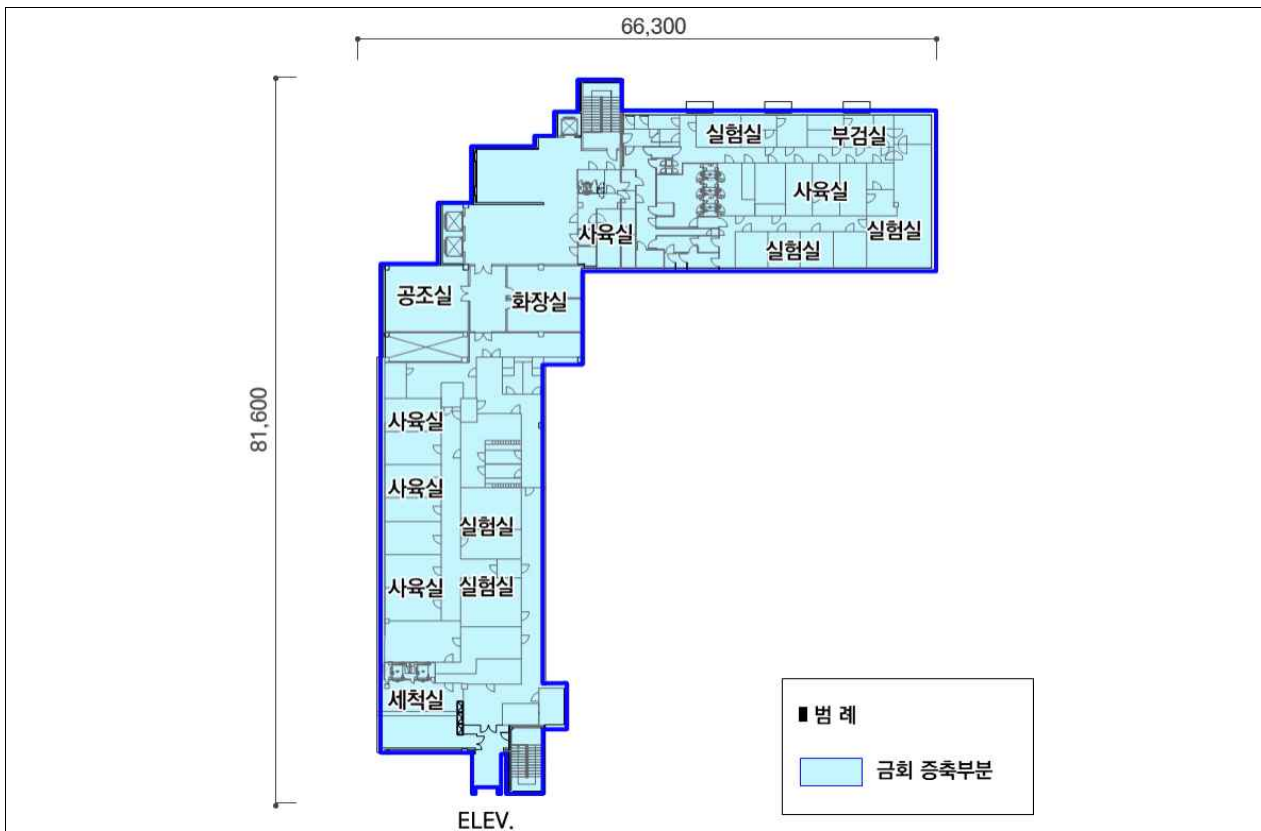 66,300
81,600
실험실
부검실
사육실
사육실
실험실
실험실
공조실
화장실
사육실
사육실
실험실
사육실
실험실
세척실
ELEV.
범 례
금회 증축부분